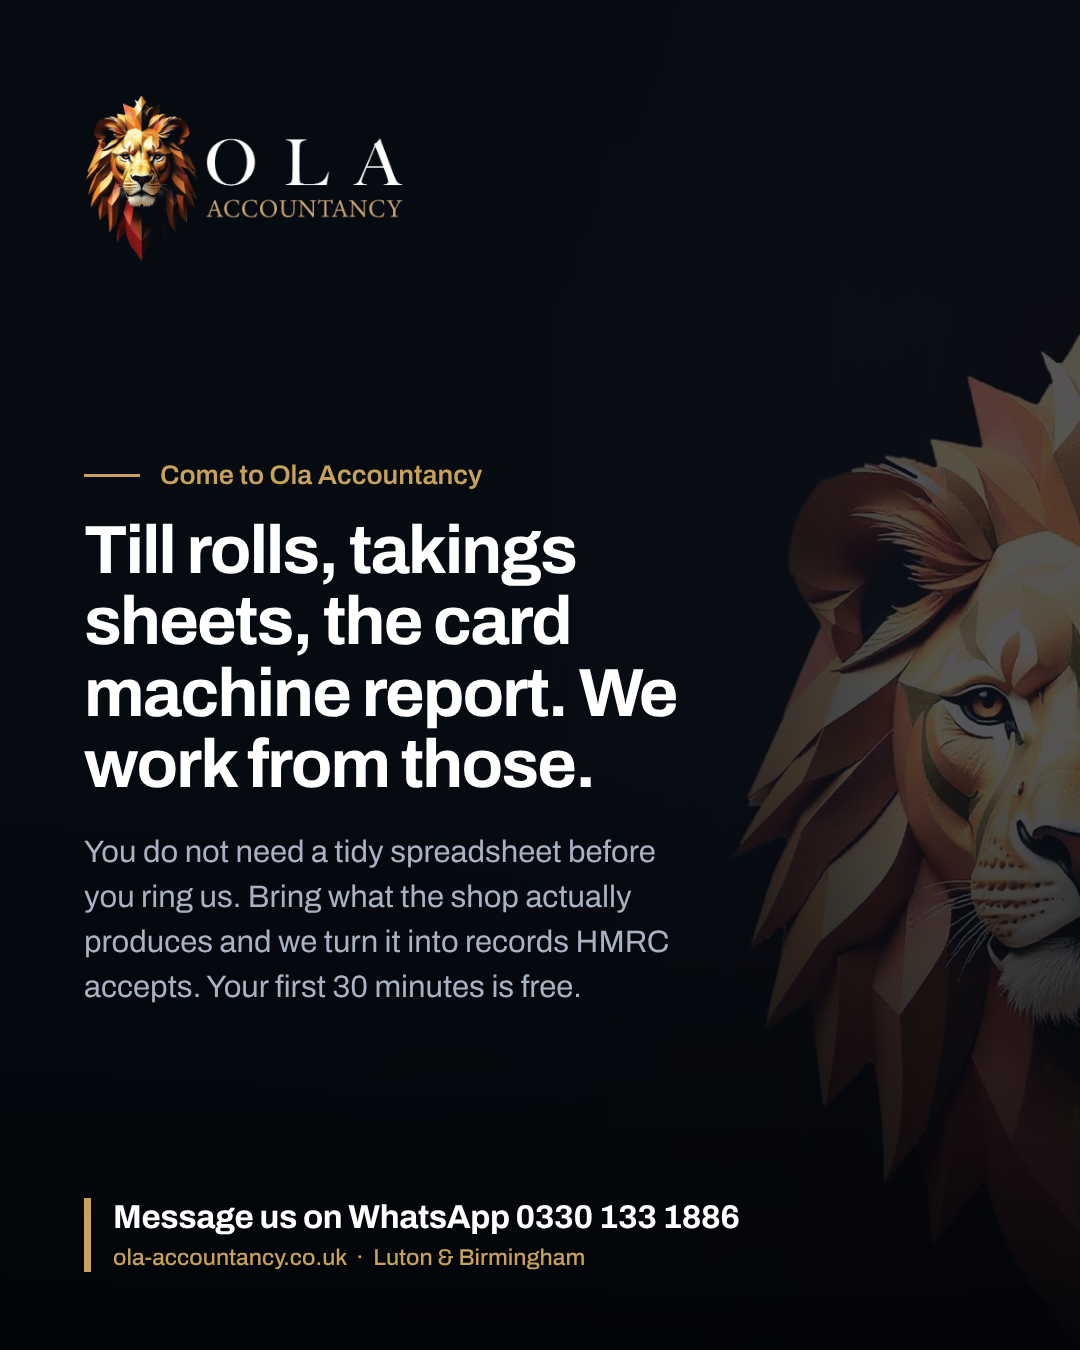 OLA
ACCOUNTANCY
Come to Ola Accountancy
Till rolls, takings
sheets, the card
machine report. We
work from those.
You do not need a tidy spreadsheet before
you ring us. Bring what the shop actually
produces and we turn it into records HMRC
accepts. Your first 30 minutes is free.
Message us on WhatsApp 0330 133 1886
ola-accountancy.co.uk · Luton & Birmingham